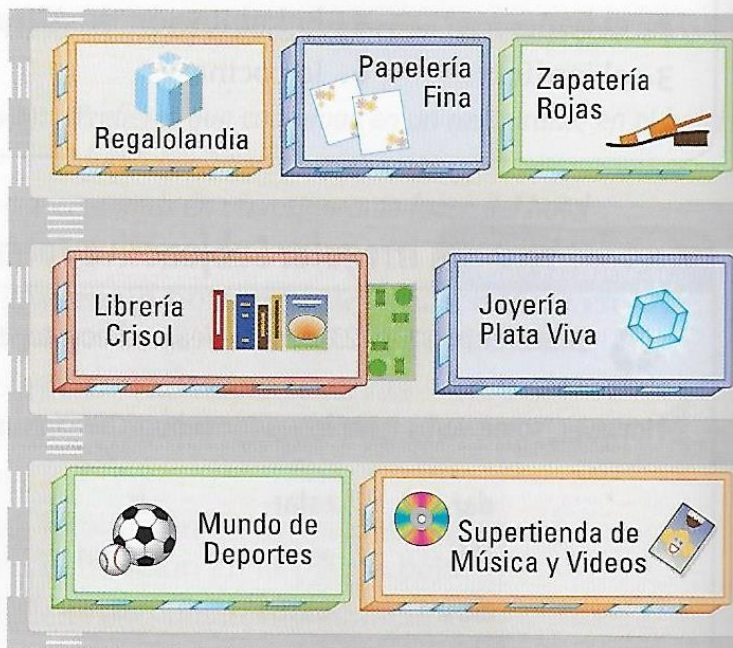 Regalolandia
Papelería
Fina
Zapatería
Rojas
Librería
Crisol
Joyería
Plata Viva
Mundo de
Deportes
Supertienda de
Música y Videos